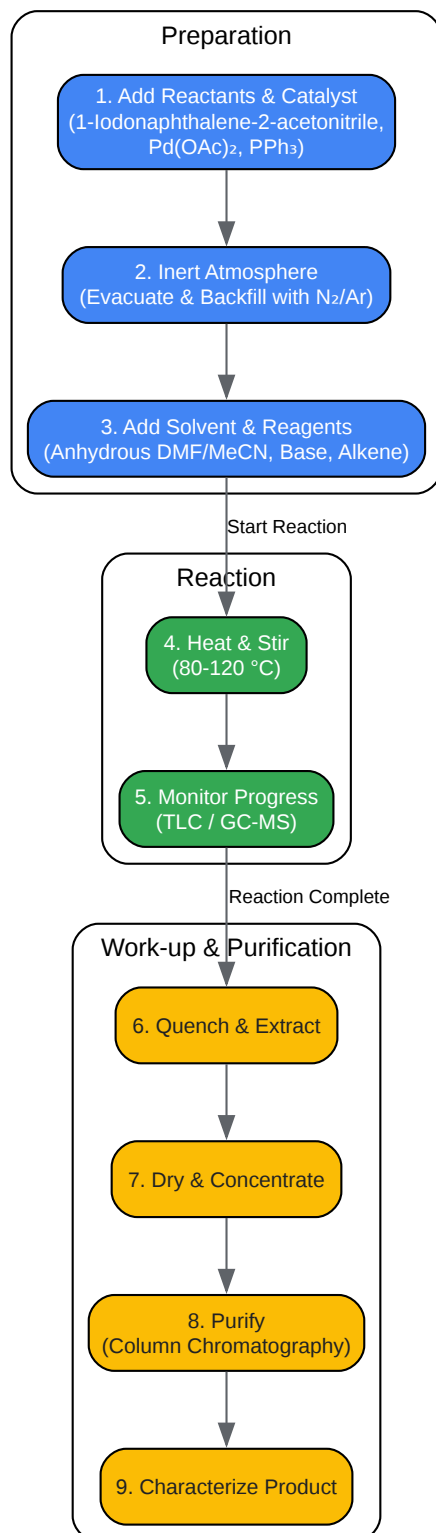 Preparation
1. Add Reactants & Catalyst
(1-Iodonaphthalene-2-acetonitrile,
Pd(OAc)₂, PPh₃)
2. Inert Atmosphere
(Evacuate & Backfill with N₂/Ar)
3. Add Solvent & Reagents
(Anhydrous DMF/MeCN, Base, Alkene)
Start Reaction
Reaction
4. Heat & Stir
(80-120 °C)
5. Monitor Progress
(TLC / GC-MS)
Reaction Complete
Work-up & Purification
6. Quench & Extract
7. Dry & Concentrate
8. Purify
(Column Chromatography)
9. Characterize Product